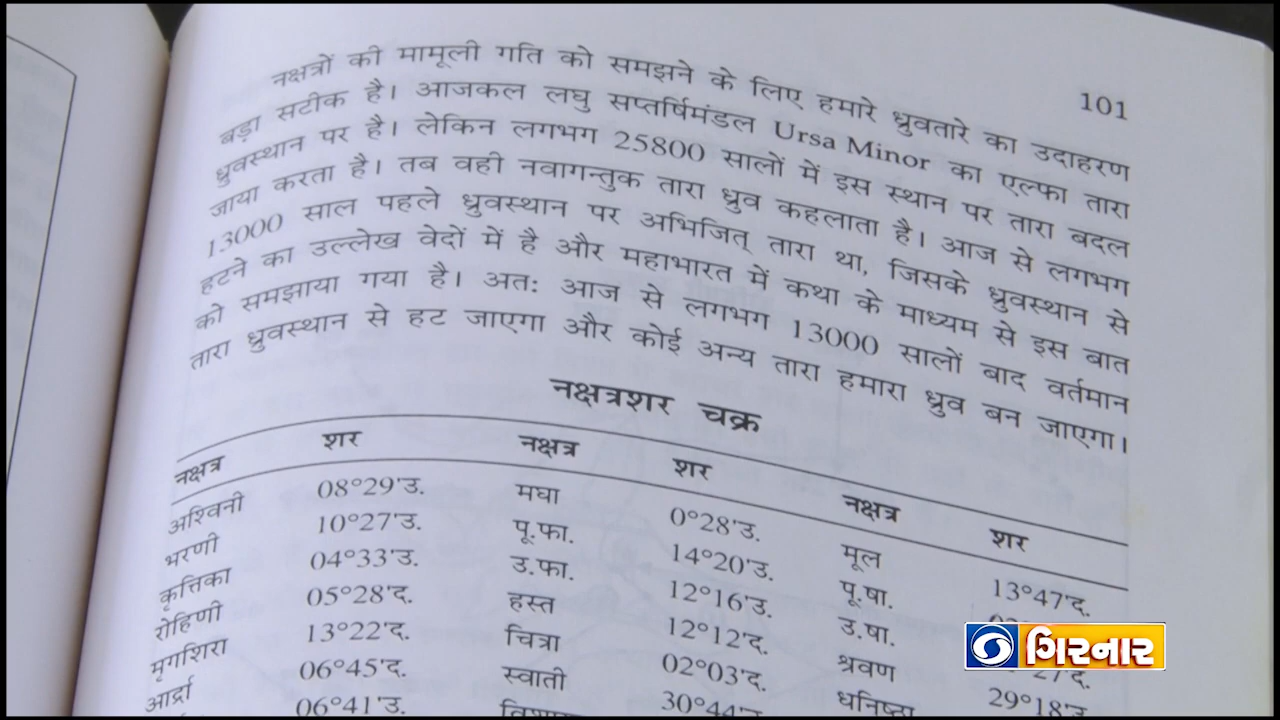 101
नक्षत्रों की मामूली गति को समझने के लिए हमारे ध्रुवतारे का उदाहरण
बड़ा सटीक है। आजकल लघु सप्तर्षिमंडल Ursa Minor का एल्फा तारा
ध्रुवस्थान पर है। लेकिन लगभग 25800 सालों में इस स्थान पर तारा बदल
जाया करता है। तब वही नवागन्तुक तारा ध्रुव कहलाता है। आज से लगभग
13000 साल पहले ध्रुवस्थान पर अभिजित् तारा था, जिसके ध्रुवस्थान से
हटने का उल्लेख वेदों में है और महाभारत में कथा के माध्यम से इस बात
को समझाया गया है। अतः आज से लगभग 13000 सालों बाद वर्तमान
तारा ध्रुवस्थान से हट जाएगा और कोई अन्य तारा हमारा ध्रुव बन जाएगा।
नक्षत्रशर चक्र
नक्षत्र शर नक्षत्र शर नक्षत्र शर
अश्विनी 08°29'उ. मघा 0°28'उ. मूल 13°47'द.
भरणी 10°27'उ. पू.फा. 14°20'उ. पू.षा.
कृत्तिका 04°33'उ. उ.फा. 12°16'उ. उ.षा.
रोहिणी 05°28'द. हस्त 12°12'द. श्रवण 29°18'उ.
मृगशिरा 13°22'द. चित्रा 02°03'द. धनिष्ठा
आर्द्रा 06°45'द. स्वाती 30°44'उ.
06°41'उ.
ગિરનાર